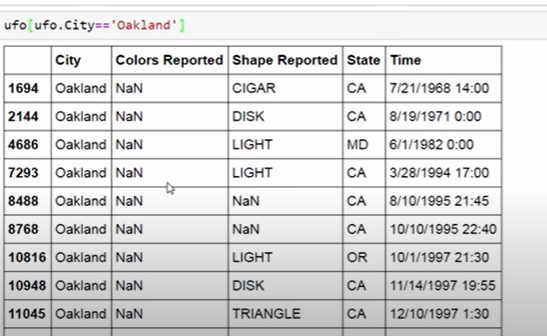 ufo[ufo.City=='Oakland']
City Colors Reported Shape Reported State Time
1694 Oakland NaN CIGAR CA 7/21/1968 14:00
2144 Oakland NaN DISK CA 8/19/1971 0:00
4686 Oakland NaN LIGHT MD 6/1/1982 0:00
7293 Oakland NaN LIGHT CA 3/28/1994 17:00
8488 Oakland NaN NaN CA 8/10/1995 21:45
8768 Oakland NaN NaN CA 10/10/1995 22:40
10816 Oakland NaN LIGHT OR 10/1/1997 21:30
10948 Oakland NaN DISK CA 11/14/1997 19:55
11045 Oakland NaN TRIANGLE CA 12/10/1997 1:30